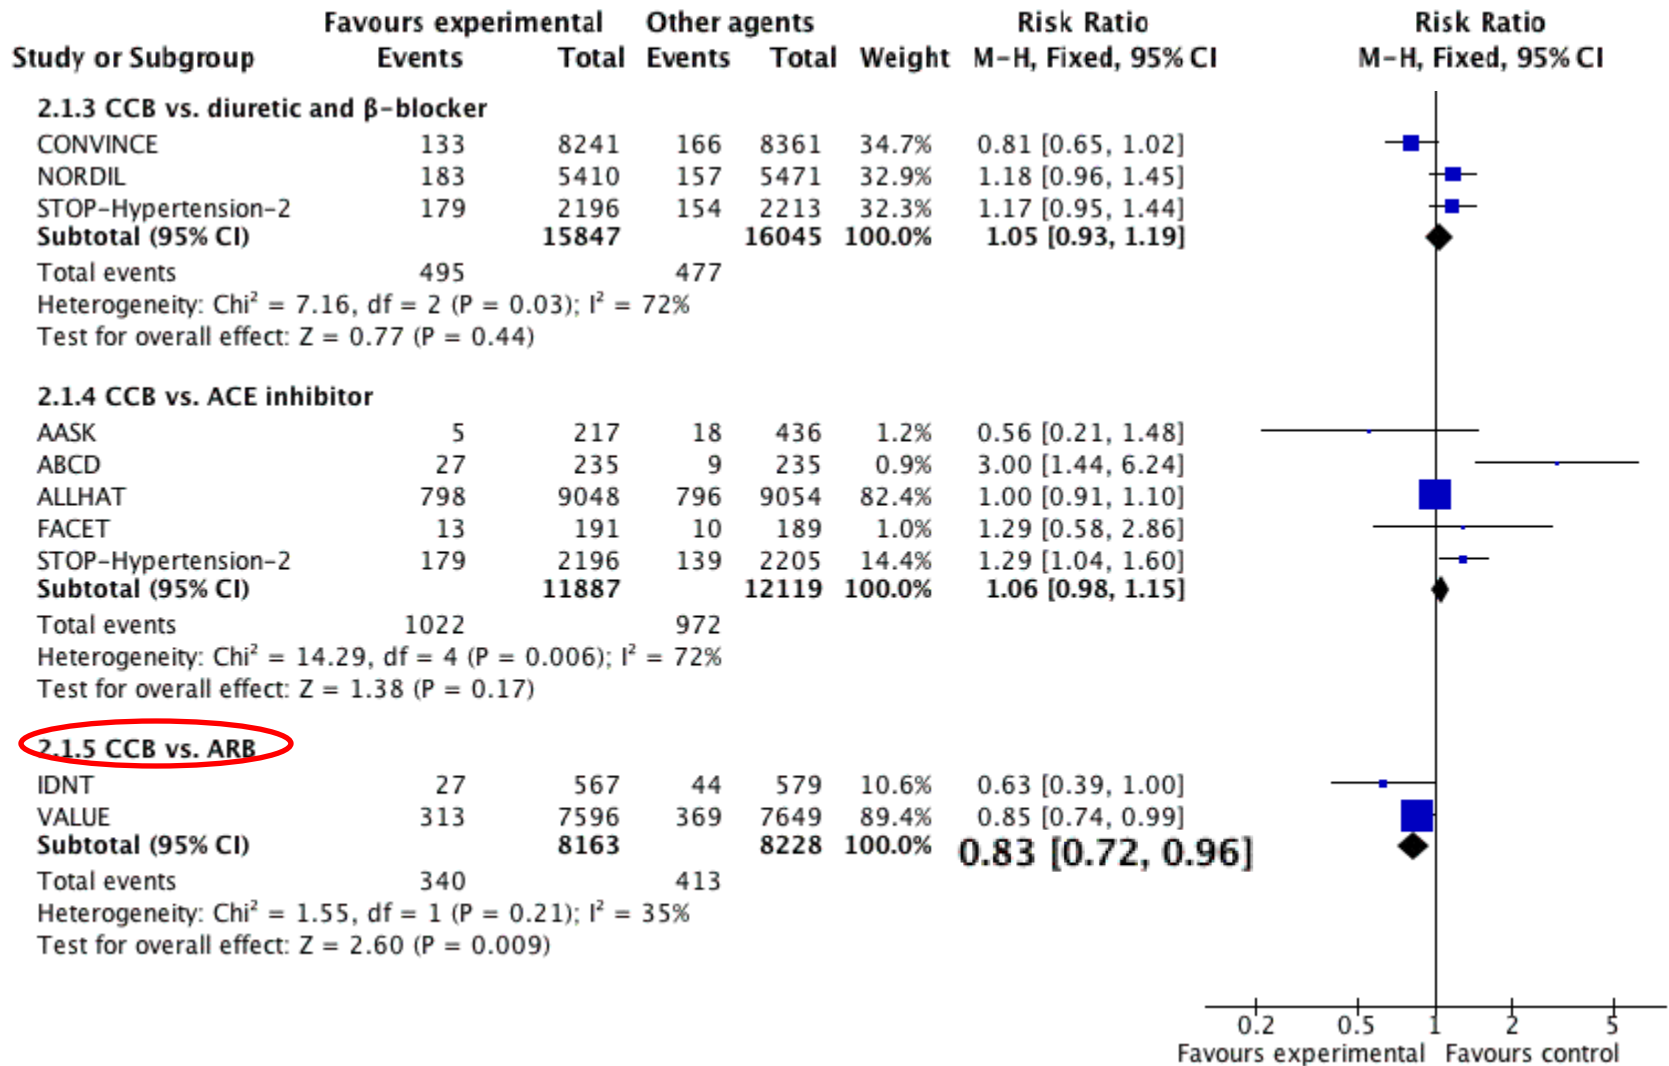 Favours experimental Other agents Risk Ratio Risk Ratio
Study or Subgroup Events Total Events Total Weight M-H, Fixed, 95% CI M-H, Fixed, 95% CI
2.1.3 CCB vs. diuretic and β-blocker
CONVINCE 133 8241 166 8361 34.7% 0.81 [0.65, 1.02]
NORDIL 183 5410 157 5471 32.9% 1.18 [0.96, 1.45]
STOP-Hypertension-2 179 2196 154 2213 32.3% 1.17 [0.95, 1.44]
Subtotal (95% CI) 15847 16045 100.0% 1.05 [0.93, 1.19]
Total events 495 477
Heterogeneity: Chi² = 7.16, df = 2 (P = 0.03); I² = 72%
Test for overall effect: Z = 0.77 (P = 0.44)
2.1.4 CCB vs. ACE inhibitor
AASK 5 217 18 436 1.2% 0.56 [0.21, 1.48]
ABCD 27 235 9 235 0.9% 3.00 [1.44, 6.24]
ALLHAT 798 9048 796 9054 82.4% 1.00 [0.91, 1.10]
FACET 13 191 10 189 1.0% 1.29 [0.58, 2.86]
STOP-Hypertension-2 179 2196 139 2205 14.4% 1.29 [1.04, 1.60]
Subtotal (95% CI) 11887 12119 100.0% 1.06 [0.98, 1.15]
Total events 1022 972
Heterogeneity: Chi² = 14.29, df = 4 (P = 0.006); I² = 72%
Test for overall effect: Z = 1.38 (P = 0.17)
2.1.5 CCB vs. ARB
IDNT 27 567 44 579 10.6% 0.63 [0.39, 1.00]
VALUE 313 7596 369 7649 89.4% 0.85 [0.74, 0.99]
Subtotal (95% CI) 8163 8228 100.0% 0.83 [0.72, 0.96]
Total events 340 413
Heterogeneity: Chi² = 1.55, df = 1 (P = 0.21); I² = 35%
Test for overall effect: Z = 2.60 (P = 0.009)
0.2 0.5 1 2 5
Favours experimental Favours control